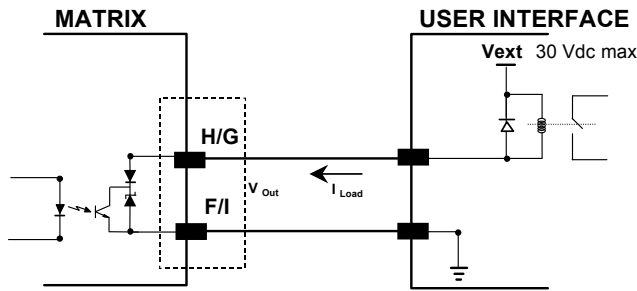 MATRIX
USER INTERFACE
Vext 30 Vdc max
H/G
V Out
I Load
F/I